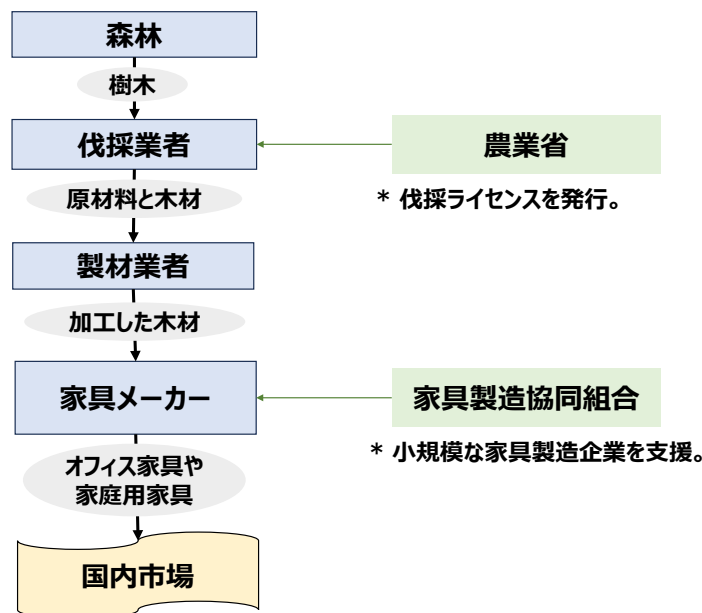 森林
樹木
伐採業者
農業省
原材料と木材
* 伐採ライセンスを発行。
製材業者
加工した木材
家具メーカー
家具製造協同組合
* 小規模な家具製造企業を支援。
オフィス家具や
家庭用家具
国内市場